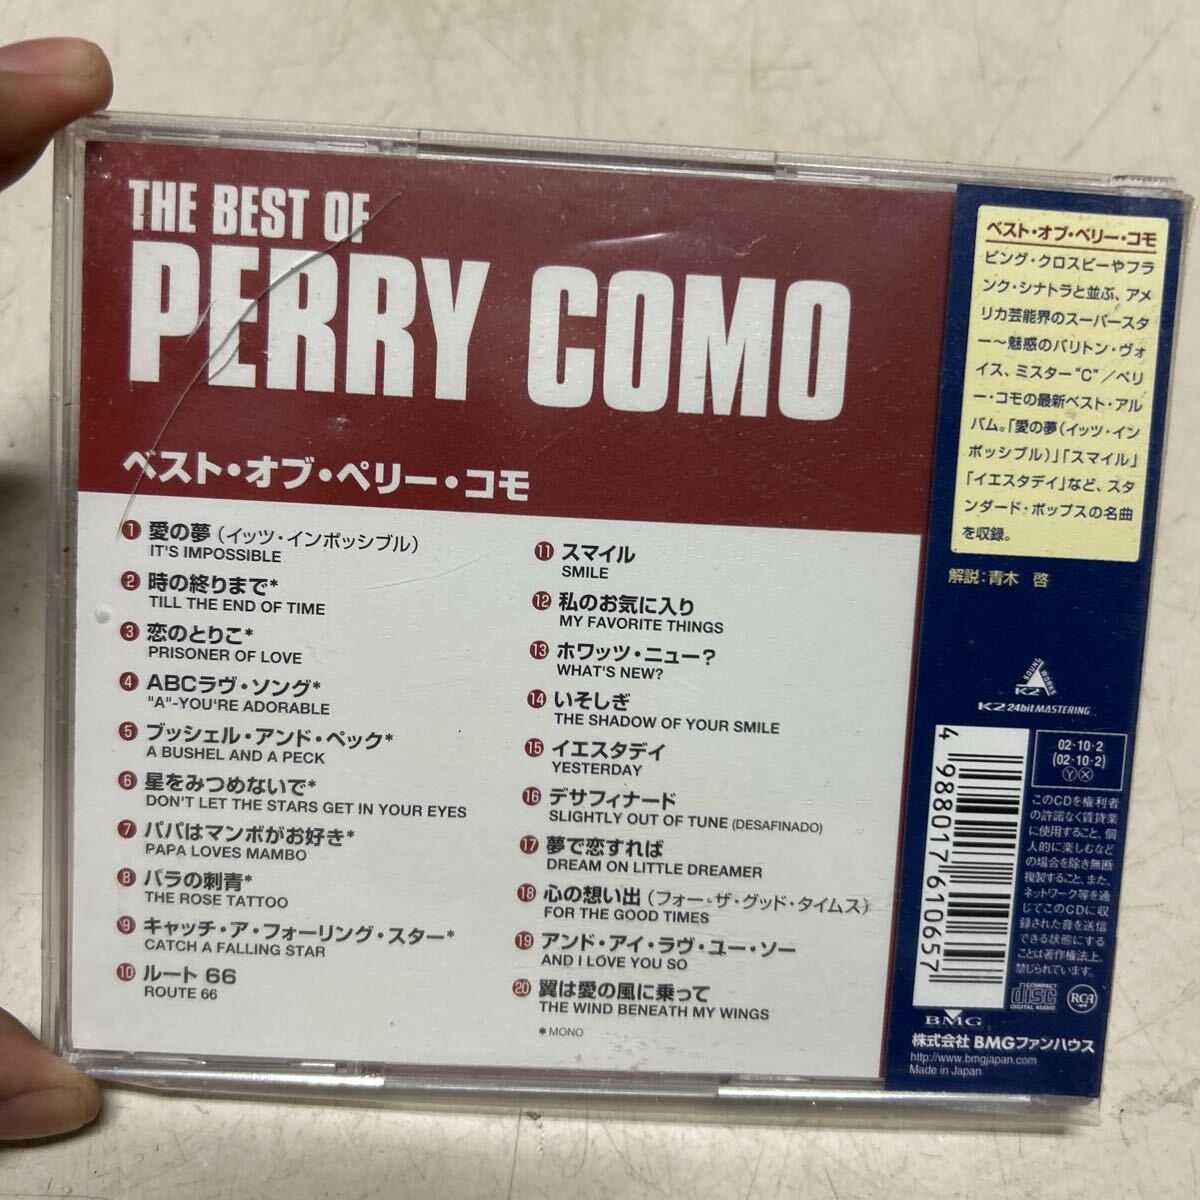 THE BEST OF
PERRY COMO
ベスト・オブ・ペリー・コモ
1 愛の夢（イッツ・インポッシブル）
IT'S IMPOSSIBLE
2 時の終りまで*
TILL THE END OF TIME
3 恋のとりこ*
PRISONER OF LOVE
4 ABCラヴ・ソング*
"A"-YOU'RE ADORABLE
5 ブッシェル・アンド・ペック*
A BUSHEL AND A PECK
6 星をみつめないで*
DON'T LET THE STARS GET IN YOUR EYES
7 パパはマンボがお好き*
PAPA LOVES MAMBO
8 バラの刺青*
THE ROSE TATTOO
9 キャッチ・ア・フォーリング・スター*
CATCH A FALLING STAR
10 ルート 66
ROUTE 66
11 スマイル
SMILE
12 私のお気に入り
MY FAVORITE THINGS
13 ホワッツ・ニュー？
WHAT'S NEW?
14 いそしぎ
THE SHADOW OF YOUR SMILE
15 イエスタデイ
YESTERDAY
16 デサフィナード
SLIGHTLY OUT OF TUNE (DESAFINADO)
17 夢で恋すれば
DREAM ON LITTLE DREAMER
18 心の想い出（フォー・ザ・グッド・タイムス）
FOR THE GOOD TIMES
19 アンド・アイ・ラヴ・ユー・ソー
AND I LOVE YOU SO
20 翼は愛の風に乗って
THE WIND BENEATH MY WINGS
* MONO
ベスト・オブ・ペリー・コモ
ビング・クロスビーやフラ
ンク・シナトラと並ぶ、アメ
リカ芸能界のスーパースタ
ー〜魅惑のバリトン・ヴォ
イス、ミスター“C”／ペリ
ー・コモの最新ベスト・アル
バム。「愛の夢（イッツ・イン
ポッシブル）」「スマイル」
「イエスタデイ」など、スタ
ンダード・ポップスの名曲
を収録。
解説：青木 啓
SOUND WORKS
K2
K2 24bit MASTERING
4 988017 610657
02・10・2
(02・10・2)
Y X
このCDを権利者
の許諾なく賃貸業
に使用すること、個
人的に楽しむなど
の場合を除き無断
複製すること、また、
ネットワーク等を通
じてこのCDに収
録された音を送信
できる状態にする
ことは著作権法上、
禁じられています。
COMPACT
disc
DIGITAL AUDIO
RCA
BMG
株式会社 BMGファンハウス
http://www.bmgjapan.com
Made in Japan